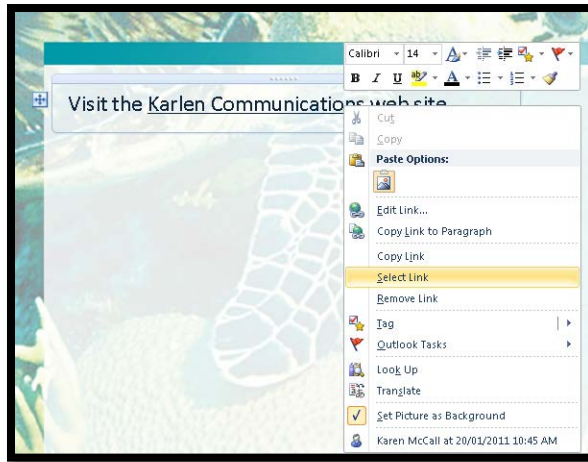 Calibri 14
B I U ab A
Visit the Karlen Communications web site
Cut
Copy
Paste Options:
Edit Link...
Copy Link to Paragraph
Copy Link
Select Link
Remove Link
Tag
Outlook Tasks
Look Up
Translate
Set Picture as Background
Karen McCall at 20/01/2011 10:45 AM